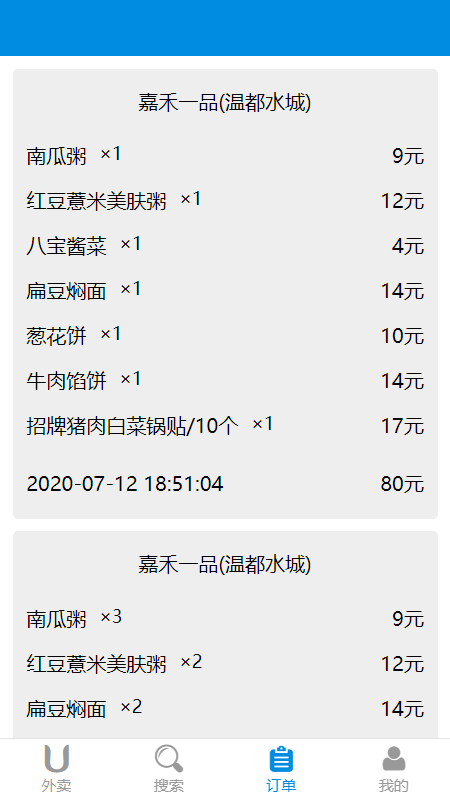 嘉禾一品(温都水城)
南瓜粥 ×1 9元
红豆薏米美肤粥 ×1 12元
八宝酱菜 ×1 4元
扁豆焖面 ×1 14元
葱花饼 ×1 10元
牛肉馅饼 ×1 14元
招牌猪肉白菜锅贴/10个 ×1 17元
2020-07-12 18:51:04 80元
嘉禾一品(温都水城)
南瓜粥 ×3 9元
红豆薏米美肤粥 ×2 12元
扁豆焖面 ×2 14元
外卖 搜索 订单 我的